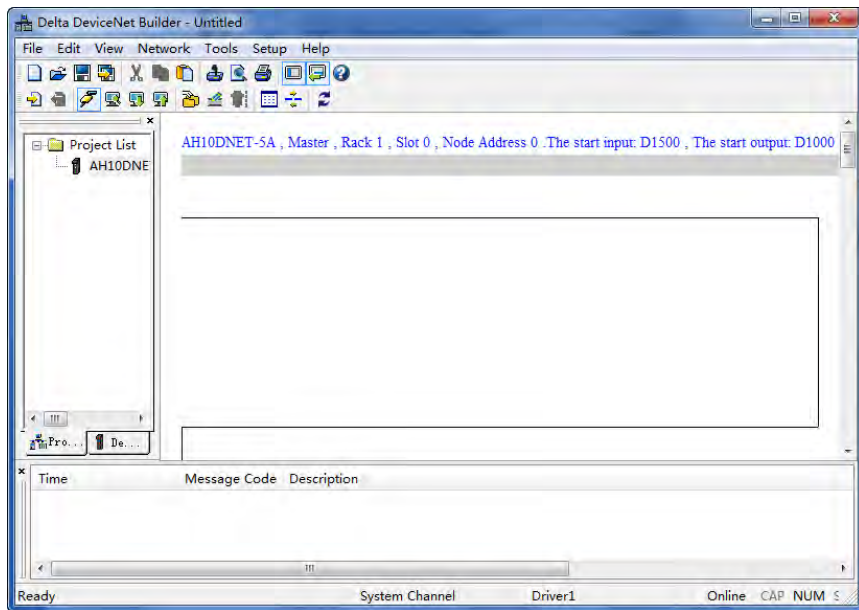 Delta DeviceNet Builder - Untitled
File Edit View Network Tools Setup Help
Project List
AH10DNE
AH10DNET-5A , Master , Rack 1 , Slot 0 , Node Address 0 .The start input: D1500 , The start output: D1000
Pro... De...
Time Message Code Description
Ready System Channel Driver1 Online CAP NUM S